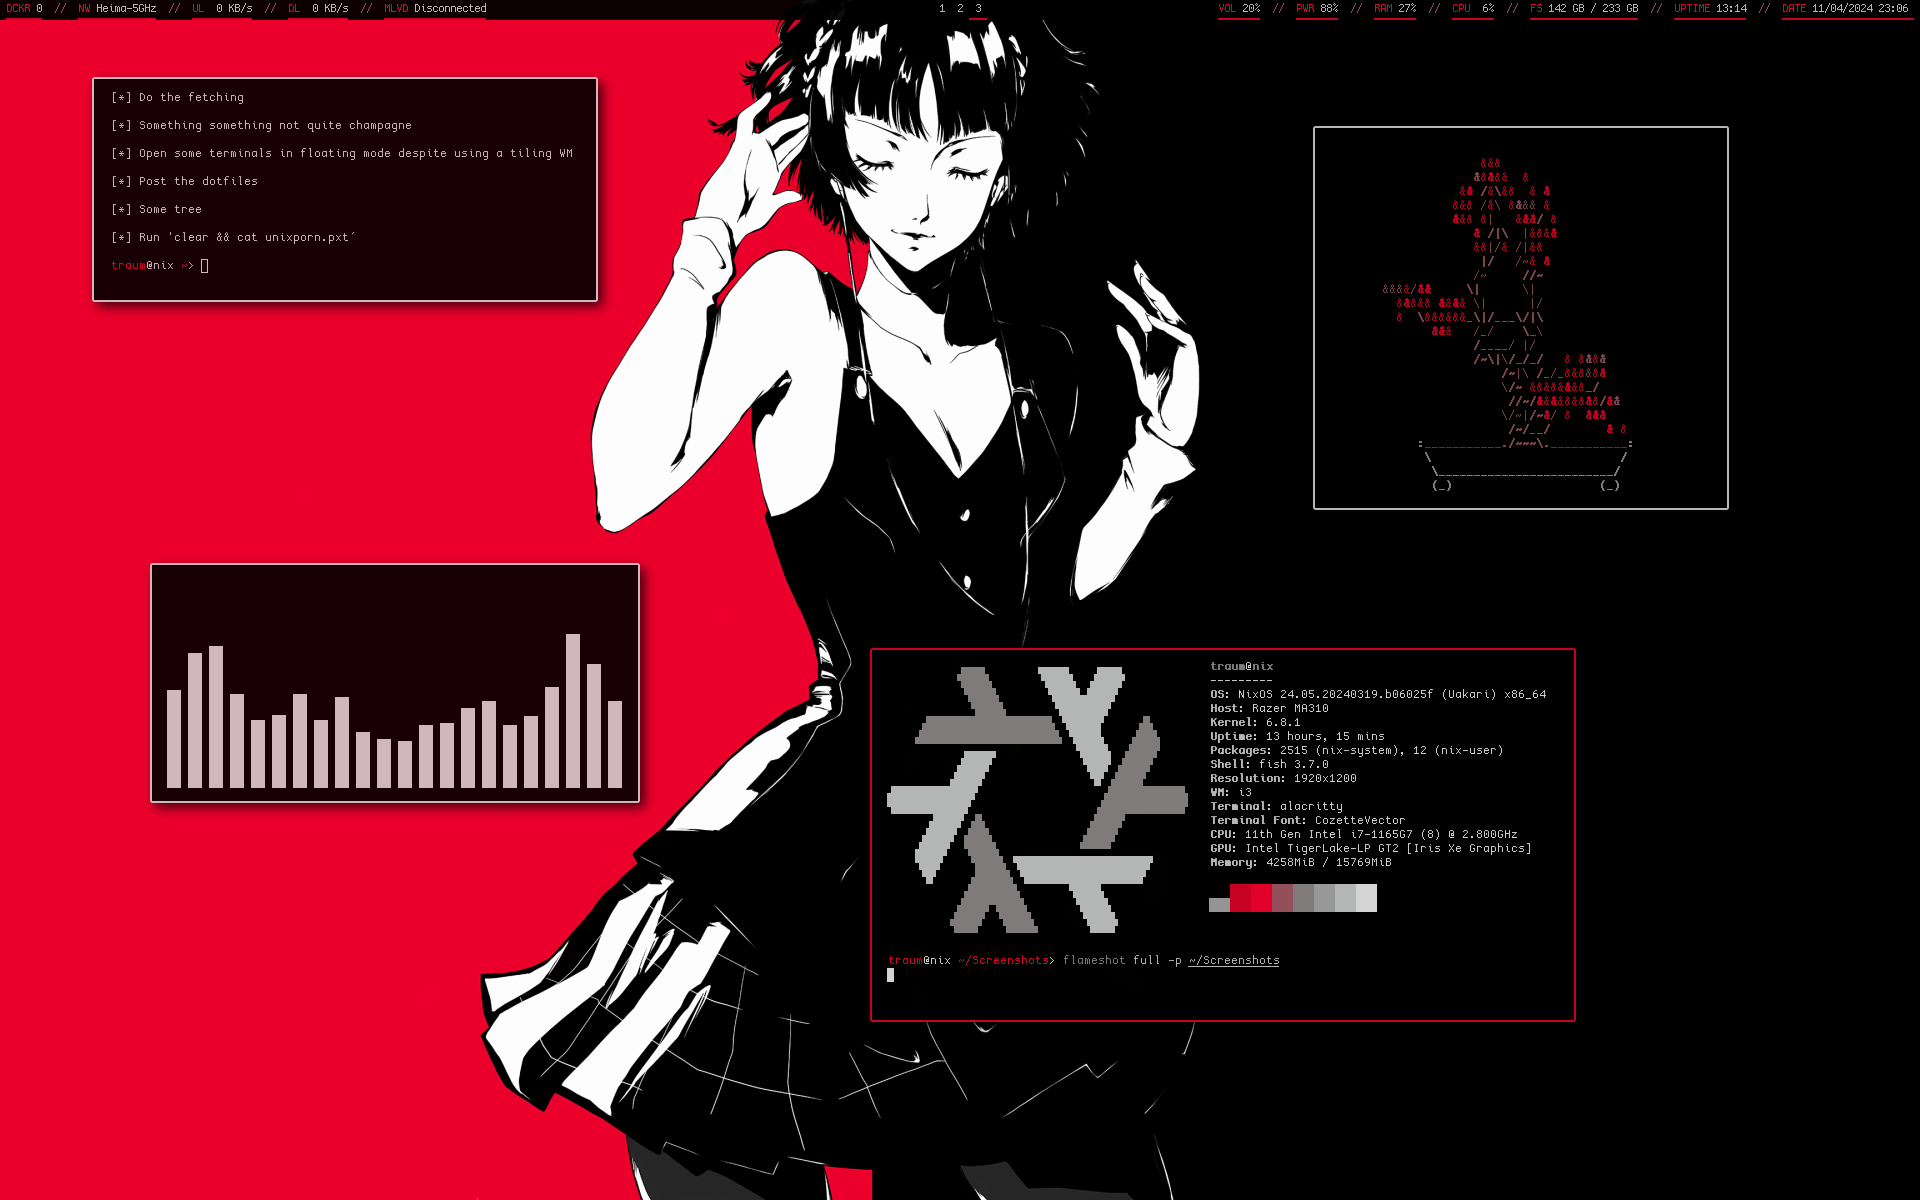 DCKR 0 // NW Heima-5GHz // UL 0 KB/s // DL 0 KB/s // MLVD Disconnected
1 2 3
VOL 20% // PWR 88% // RAM 27% // CPU 6% // FS 142 GB / 233 GB // UPTIME 13:14 // DATE 11/04/2024 23:06
[*] Do the fetching
[*] Something something not quite champagne
[*] Open some terminals in floating mode despite using a tiling WM
[*] Post the dotfiles
[*] Some tree
[*] Run 'clear && cat unixporn.pxt´
traum@nix ~>
traum@nix
---------
OS: NixOS 24.05.20240319.b06025f (Uakari) x86_64
Host: Razer MA310
Kernel: 6.8.1
Uptime: 13 hours, 15 mins
Packages: 2515 (nix-system), 12 (nix-user)
Shell: fish 3.7.0
Resolution: 1920x1200
WM: i3
Terminal: alacritty
Terminal Font: CozetteVector
CPU: 11th Gen Intel i7-1165G7 (8) @ 2.800GHz
GPU: Intel TigerLake-LP GT2 [Iris Xe Graphics]
Memory: 4258MiB / 15769MiB
traum@nix ~/Screenshots> flameshot full -p ~/Screenshots